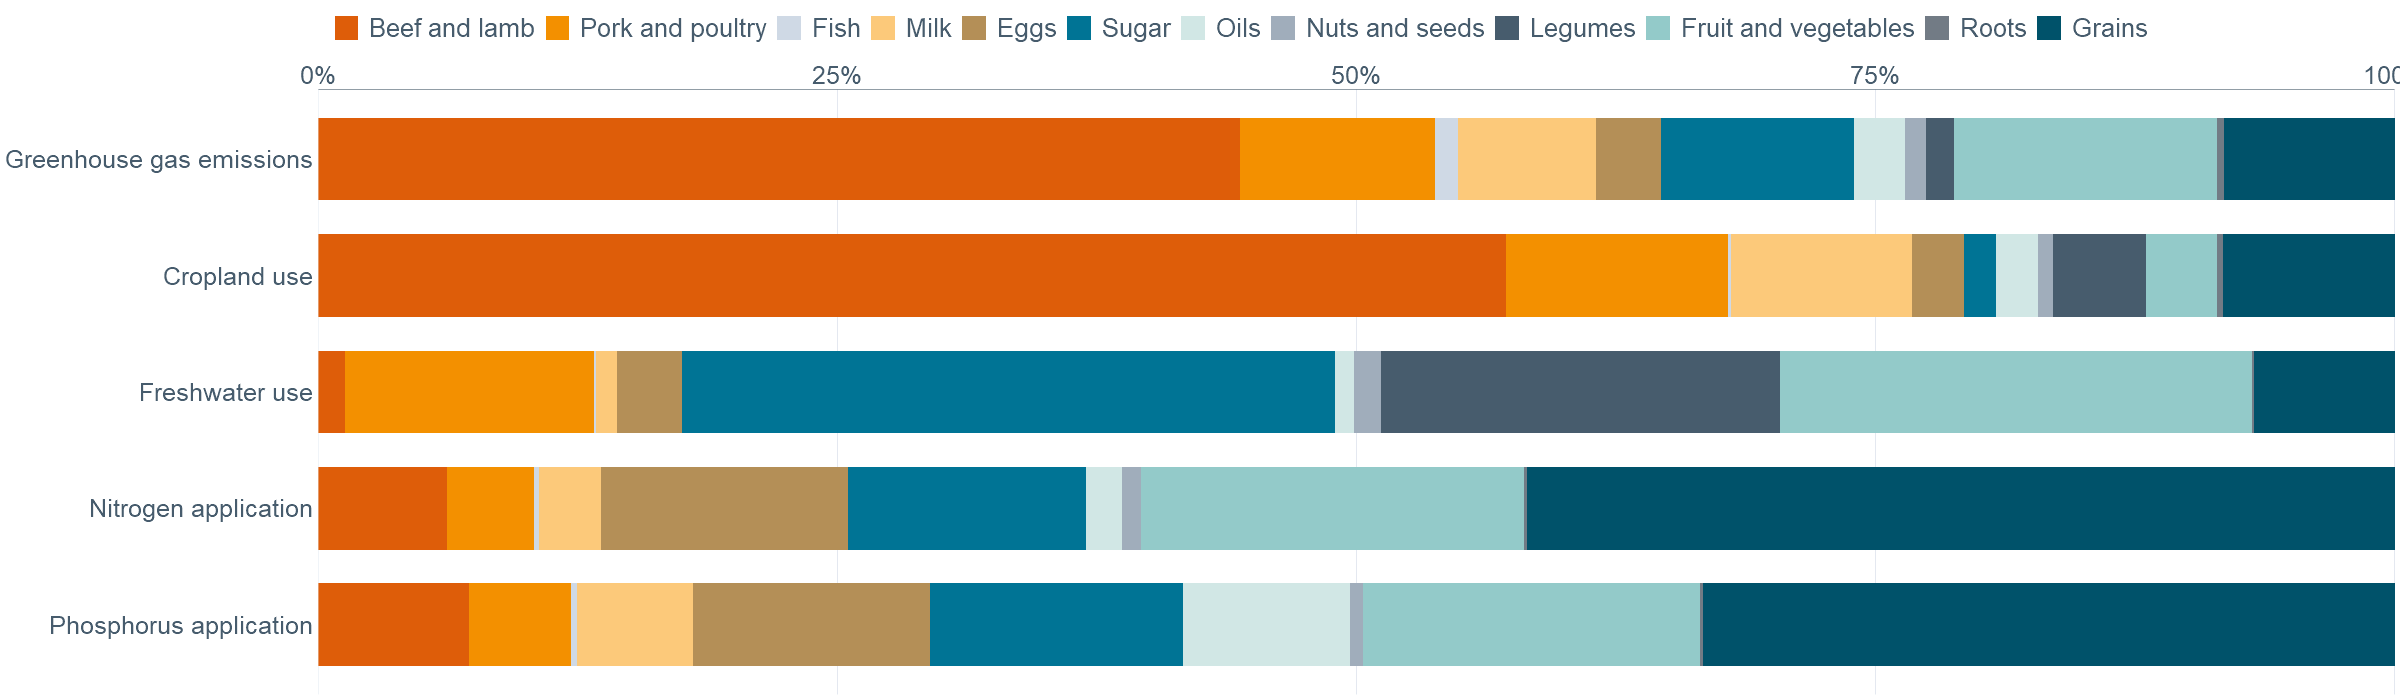 Beef and lamb Pork and poultry Fish Milk Eggs Sugar Oils Nuts and seeds Legumes Fruit and vegetables Roots Grains
0% 25% 50% 75% 100
Greenhouse gas emissions
Cropland use
Freshwater use
Nitrogen application
Phosphorus application